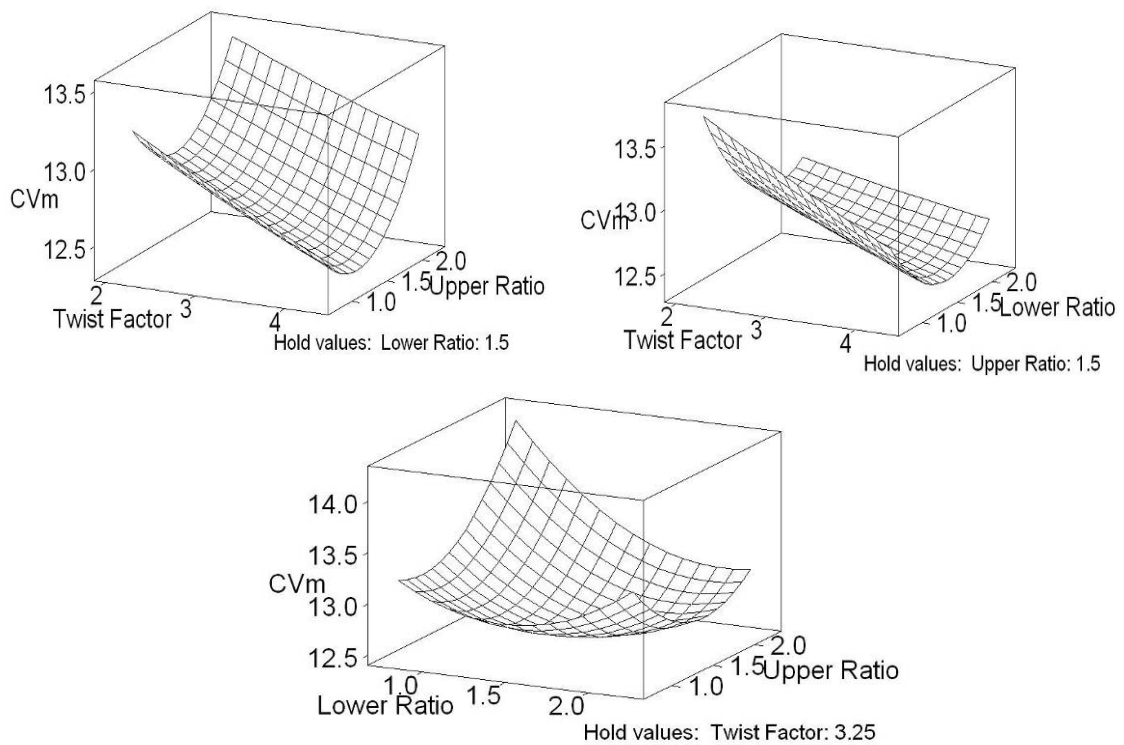 13.5
13.0
CVm
12.5
2
3
4
Twist Factor
1.0
1.5
2.0
Upper Ratio
Hold values: Lower Ratio: 1.5
13.5
13.0
CVm
12.5
2
3
4
Twist Factor
1.0
1.5
2.0
Lower Ratio
Hold values: Upper Ratio: 1.5
14.0
13.5
CVm
13.0
12.5
1.0
1.5
2.0
Lower Ratio
1.0
1.5
2.0
Upper Ratio
Hold values: Twist Factor: 3.25